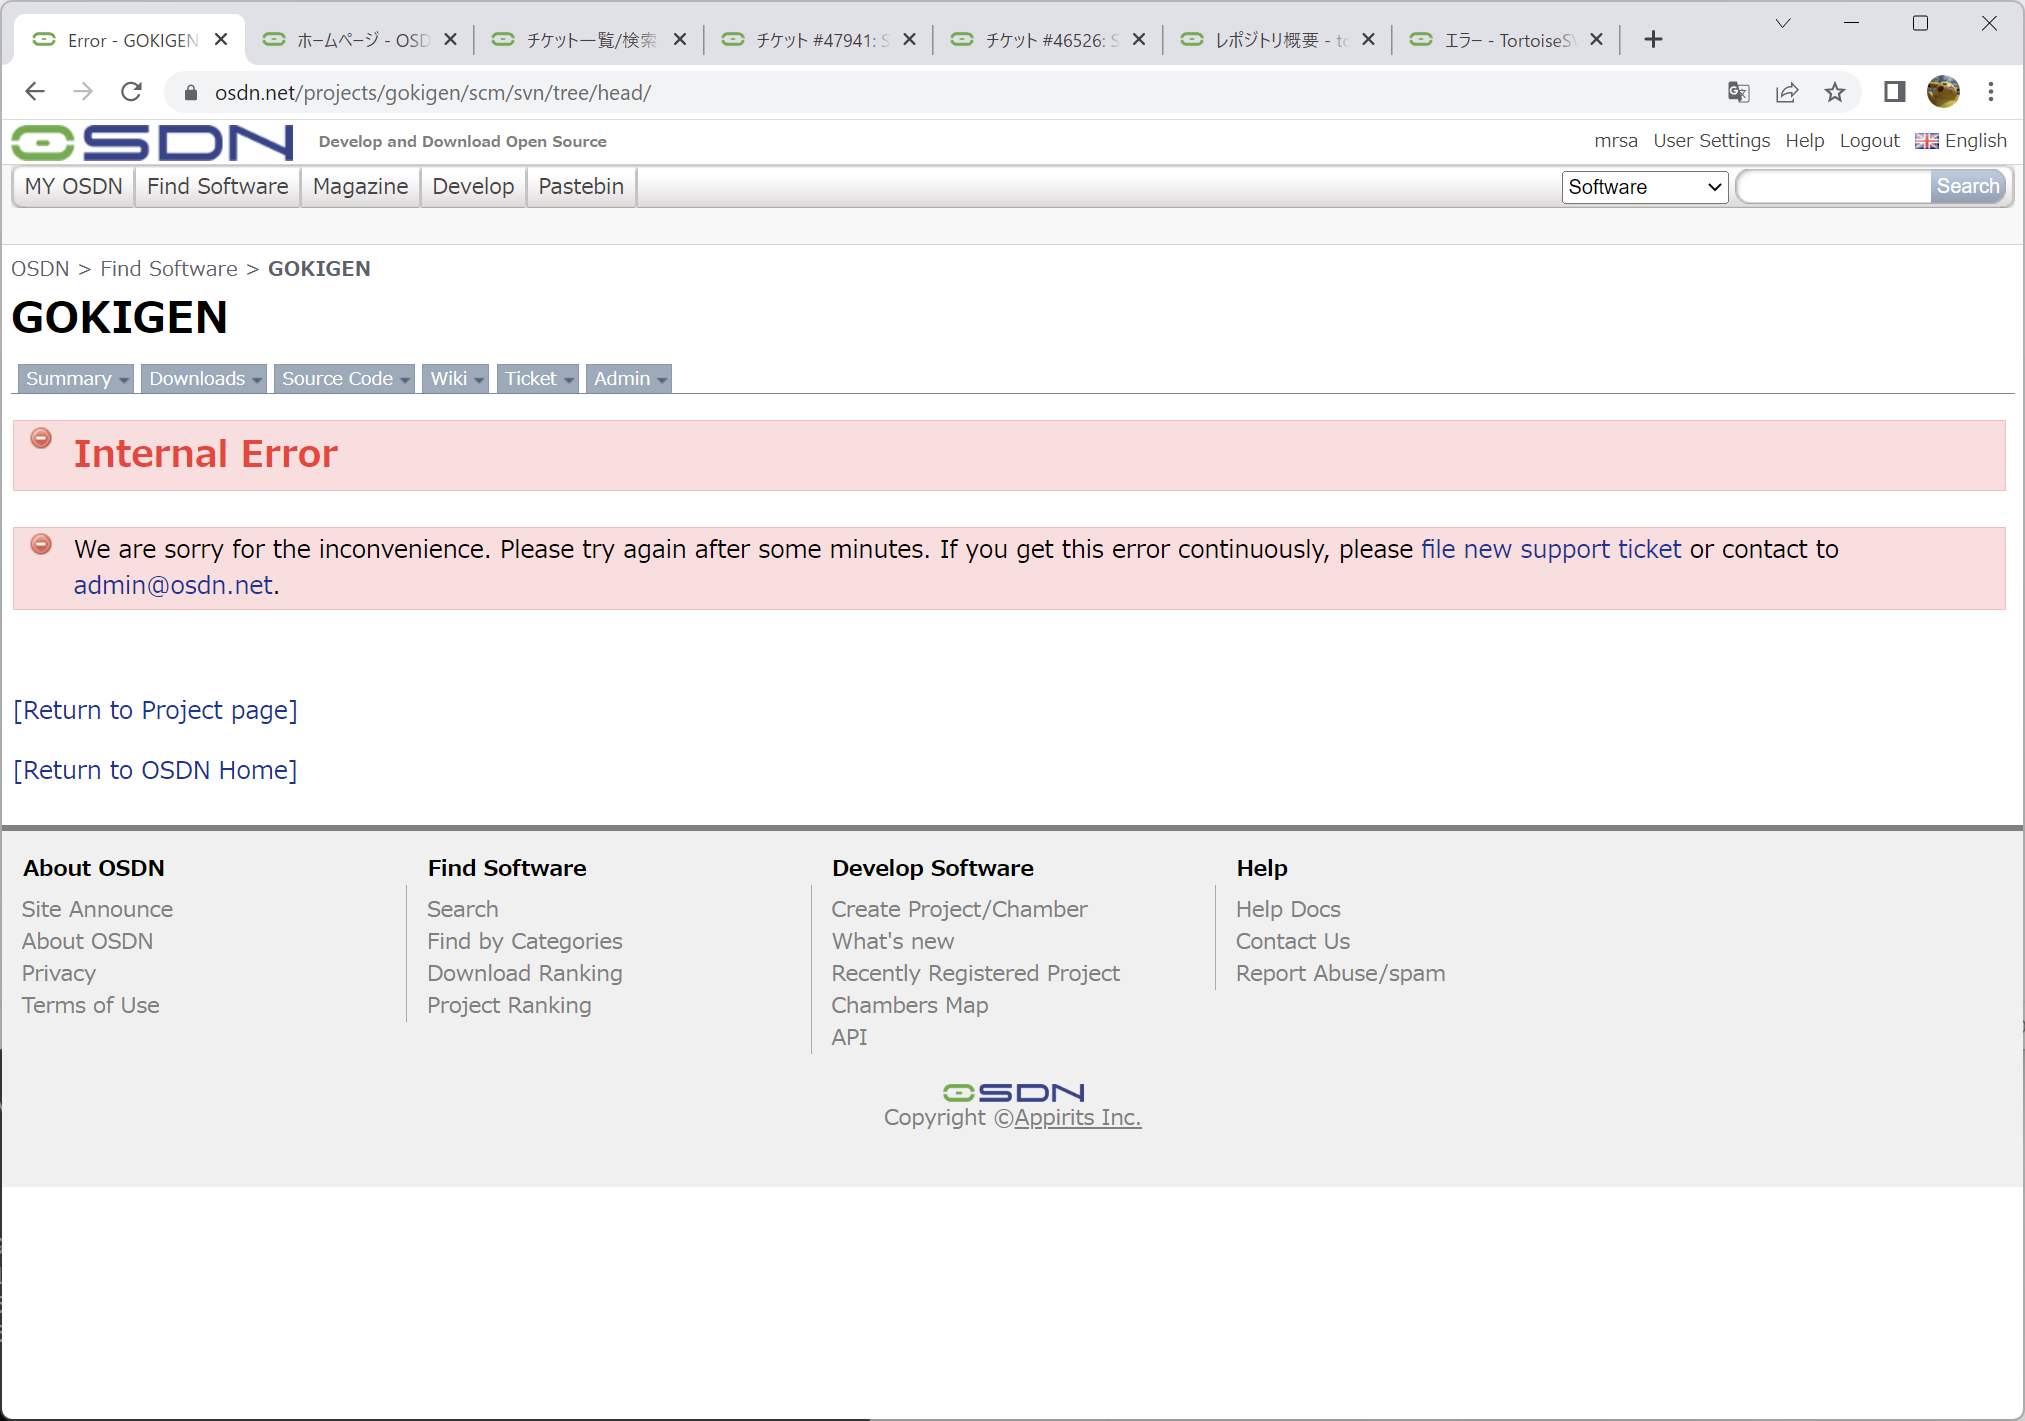 Error - GOKIGEN
ホームページ - OSD
チケット一覧/検索
チケット #47941: S
チケット #46526: S
レポジトリ概要 - to
エラー - TortoiseS
osdn.net/projects/gokigen/scm/svn/tree/head/
OSDN
Develop and Download Open Source
mrsa User Settings Help Logout English
MY OSDN Find Software Magazine Develop Pastebin Software Search
OSDN > Find Software > GOKIGEN
GOKIGEN
Summary Downloads Source Code Wiki Ticket Admin
Internal Error
We are sorry for the inconvenience. Please try again after some minutes. If you get this error continuously, please file new support ticket or contact to
admin@osdn.net.
[Return to Project page]
[Return to OSDN Home]
About OSDN
Site Announce
About OSDN
Privacy
Terms of Use
Find Software
Search
Find by Categories
Download Ranking
Project Ranking
Develop Software
Create Project/Chamber
What's new
Recently Registered Project
Chambers Map
API
Help
Help Docs
Contact Us
Report Abuse/spam
OSDN
Copyright ©Appirits Inc.